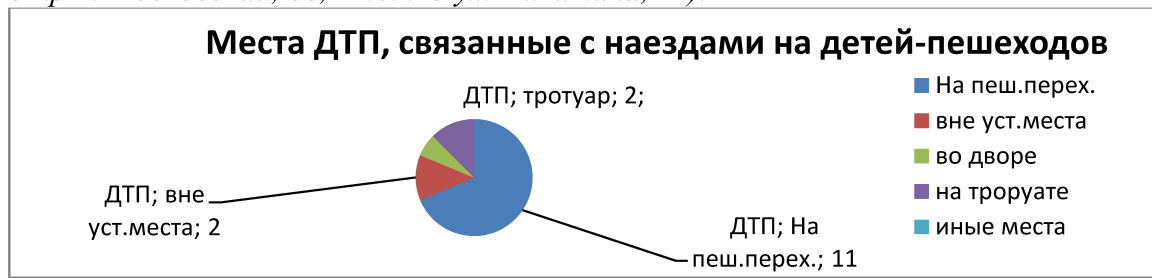 Места ДТП, связанные с наездами на детей-пешеходов
ДТП; тротуар; 2;
ДТП; вне
уст.места; 2
ДТП; На
пеш.перех.; 11
На пеш.перех.
вне уст.места
во дворе
на троруате
иные места